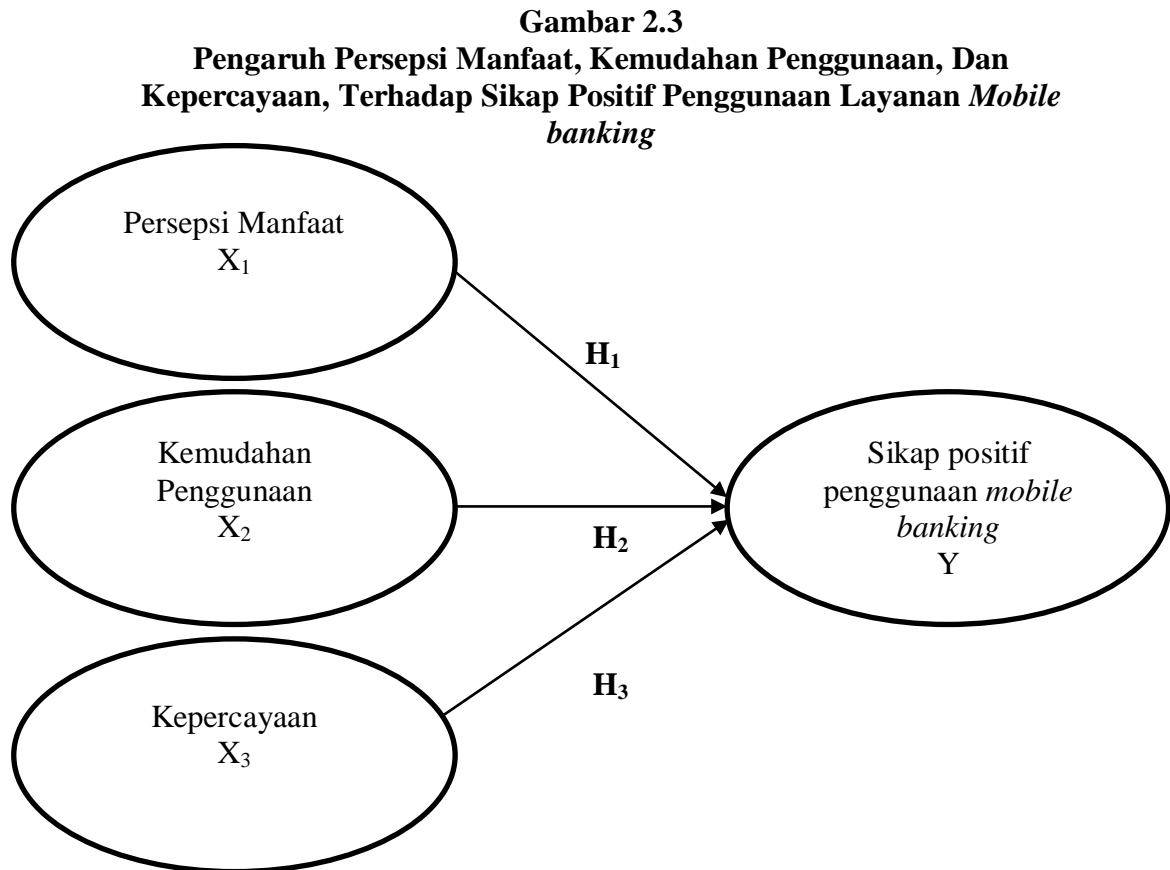 Gambar 2.3
Pengaruh Persepsi Manfaat, Kemudahan Penggunaan, Dan
Kepercayaan, Terhadap Sikap Positif Penggunaan Layanan Mobile
banking
Persepsi Manfaat
X₁
H₁
Kemudahan
Penggunaan
X₂
H₂
Sikap positif
penggunaan mobile
banking
Y
H₃
Kepercayaan
X₃